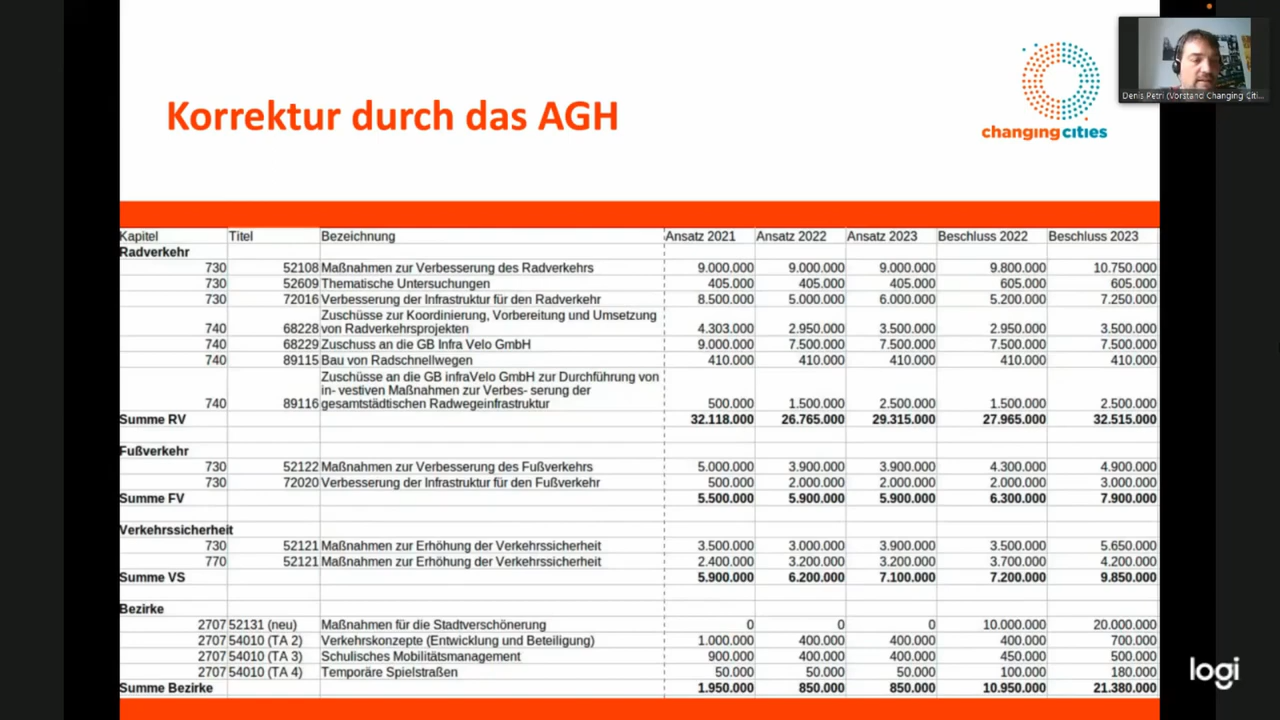 Korrektur durch das AGH
changingcities
Denis Petri (Vorstand Changing Citi...
Kapitel Titel Bezeichnung Ansatz 2021 Ansatz 2022 Ansatz 2023 Beschluss 2022 Beschluss 2023
Radverkehr
730 52108 Maßnahmen zur Verbesserung des Radverkehrs 9.000.000 9.000.000 9.000.000 9.800.000 10.750.000
730 52609 Thematische Untersuchungen 405.000 405.000 405.000 605.000 605.000
730 72016 Verbesserung der Infrastruktur für den Radverkehr 8.500.000 5.000.000 6.000.000 5.200.000 7.250.000
Zuschüsse zur Koordinierung, Vorbereitung und Umsetzung
740 68228 von Radverkehrsprojekten 4.303.000 2.950.000 3.500.000 2.950.000 3.500.000
740 68229 Zuschuss an die GB Infra Velo GmbH 9.000.000 7.500.000 7.500.000 7.500.000 7.500.000
740 89115 Bau von Radschnellwegen 410.000 410.000 410.000 410.000 410.000
Zuschüsse an die GB infraVelo GmbH zur Durchführung von
in- vestiven Maßnahmen zur Verbes- serung der
740 89116 gesamtstädtischen Radwegeinfrastruktur 500.000 1.500.000 2.500.000 1.500.000 2.500.000
Summe RV 32.118.000 26.765.000 29.315.000 27.965.000 32.515.000
Fußverkehr
730 52122 Maßnahmen zur Verbesserung des Fußverkehrs 5.000.000 3.900.000 3.900.000 4.300.000 4.900.000
730 72020 Verbesserung der Infrastruktur für den Fußverkehr 500.000 2.000.000 2.000.000 2.000.000 3.000.000
Summe FV 5.500.000 5.900.000 5.900.000 6.300.000 7.900.000
Verkehrssicherheit
730 52121 Maßnahmen zur Erhöhung der Verkehrssicherheit 3.500.000 3.000.000 3.900.000 3.500.000 5.650.000
770 52121 Maßnahmen zur Erhöhung der Verkehrssicherheit 2.400.000 3.200.000 3.200.000 3.700.000 4.200.000
Summe VS 5.900.000 6.200.000 7.100.000 7.200.000 9.850.000
Bezirke
2707 52131 (neu) Maßnahmen für die Stadtverschönerung 0 0 0 10.000.000 20.000.000
2707 54010 (TA 2) Verkehrskonzepte (Entwicklung und Beteiligung) 1.000.000 400.000 400.000 400.000 700.000
2707 54010 (TA 3) Schulisches Mobilitätsmanagement 900.000 400.000 400.000 450.000 500.000
2707 54010 (TA 4) Temporäre Spielstraßen 50.000 50.000 50.000 100.000 180.000
Summe Bezirke 1.950.000 850.000 850.000 10.950.000 21.380.000
logi